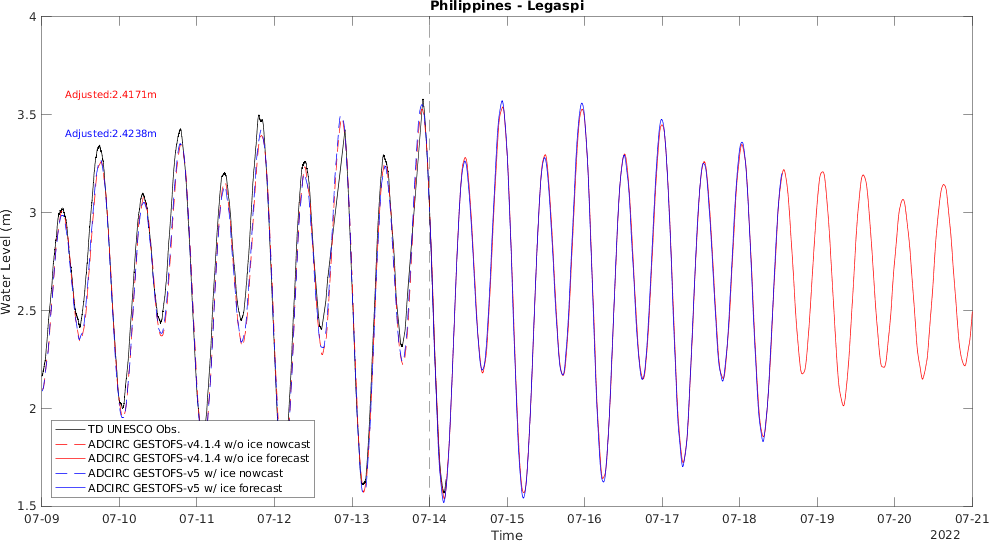 Philippines - Legaspi
4
3.5
3
2.5
2
1.5
Water Level (m)
Adjusted:2.4171m
Adjusted:2.4238m
TD UNESCO Obs.
ADCIRC GESTOFS-v4.1.4 w/o ice nowcast
ADCIRC GESTOFS-v4.1.4 w/o ice forecast
ADCIRC GESTOFS-v5 w/ ice nowcast
ADCIRC GESTOFS-v5 w/ ice forecast
07-09 07-10 07-11 07-12 07-13 07-14 07-15 07-16 07-17 07-18 07-19 07-20 07-21
Time
2022